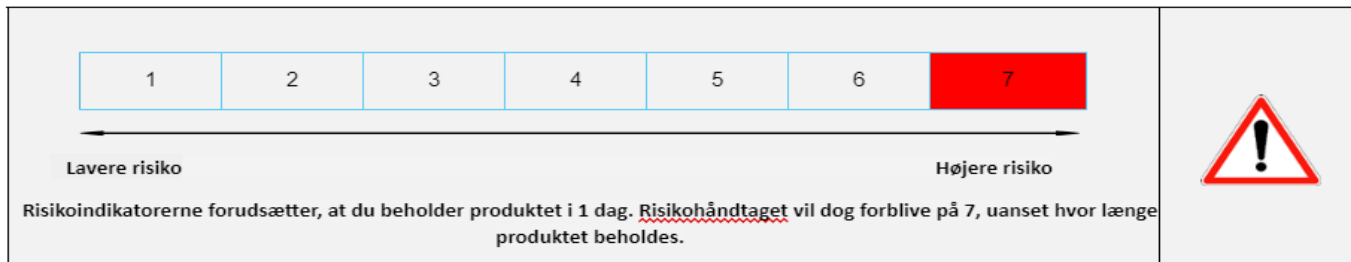 1 2 3 4 5 6 7
Lavere risiko Højere risiko
Risikoindikatorerne forudsætter, at du beholder produktet i 1 dag. Risikohåndtaget vil dog forblive på 7, uanset hvor længe
produktet beholdes.